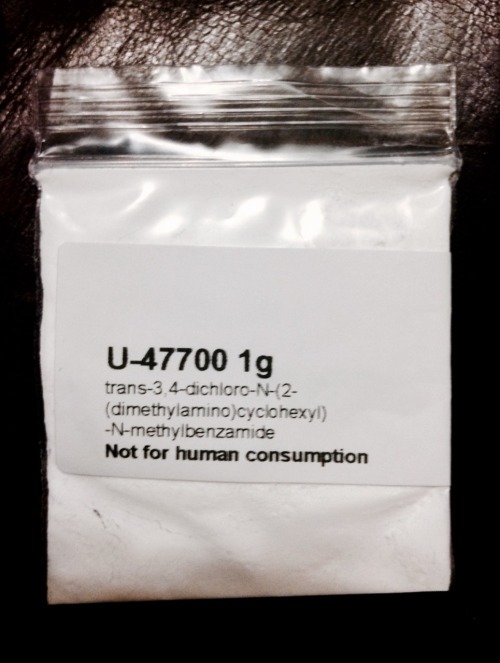 U-47700 1g
trans-3,4-dichloro-N-(2-
(dimethylamino)cyclohexyl)
-N-methylbenzamide
Not for human consumption